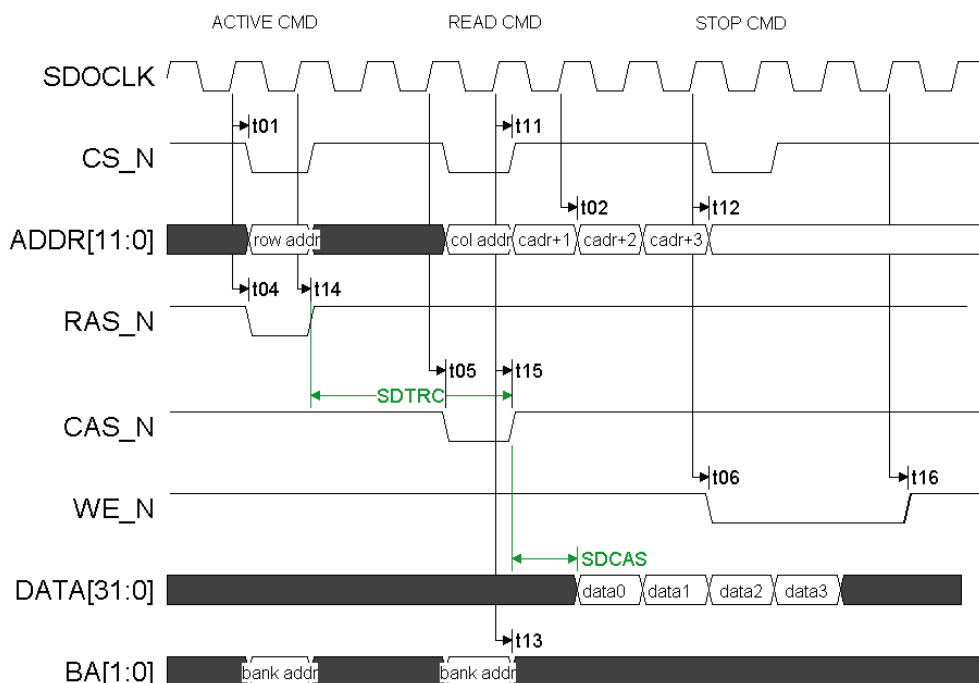 ACTIVE CMD READ CMD STOP CMD
SDOCLK
t01 t11
CS_N
t02 t12
ADDR[11:0] row addr col addr cadr+1 cadr+2 cadr+3
t04 t14
RAS_N
t05 t15
SDTRC
CAS_N
t06 t16
WE_N
SDCAS
DATA[31:0] data0 data1 data2 data3
t13
BA[1:0] bank addr bank addr